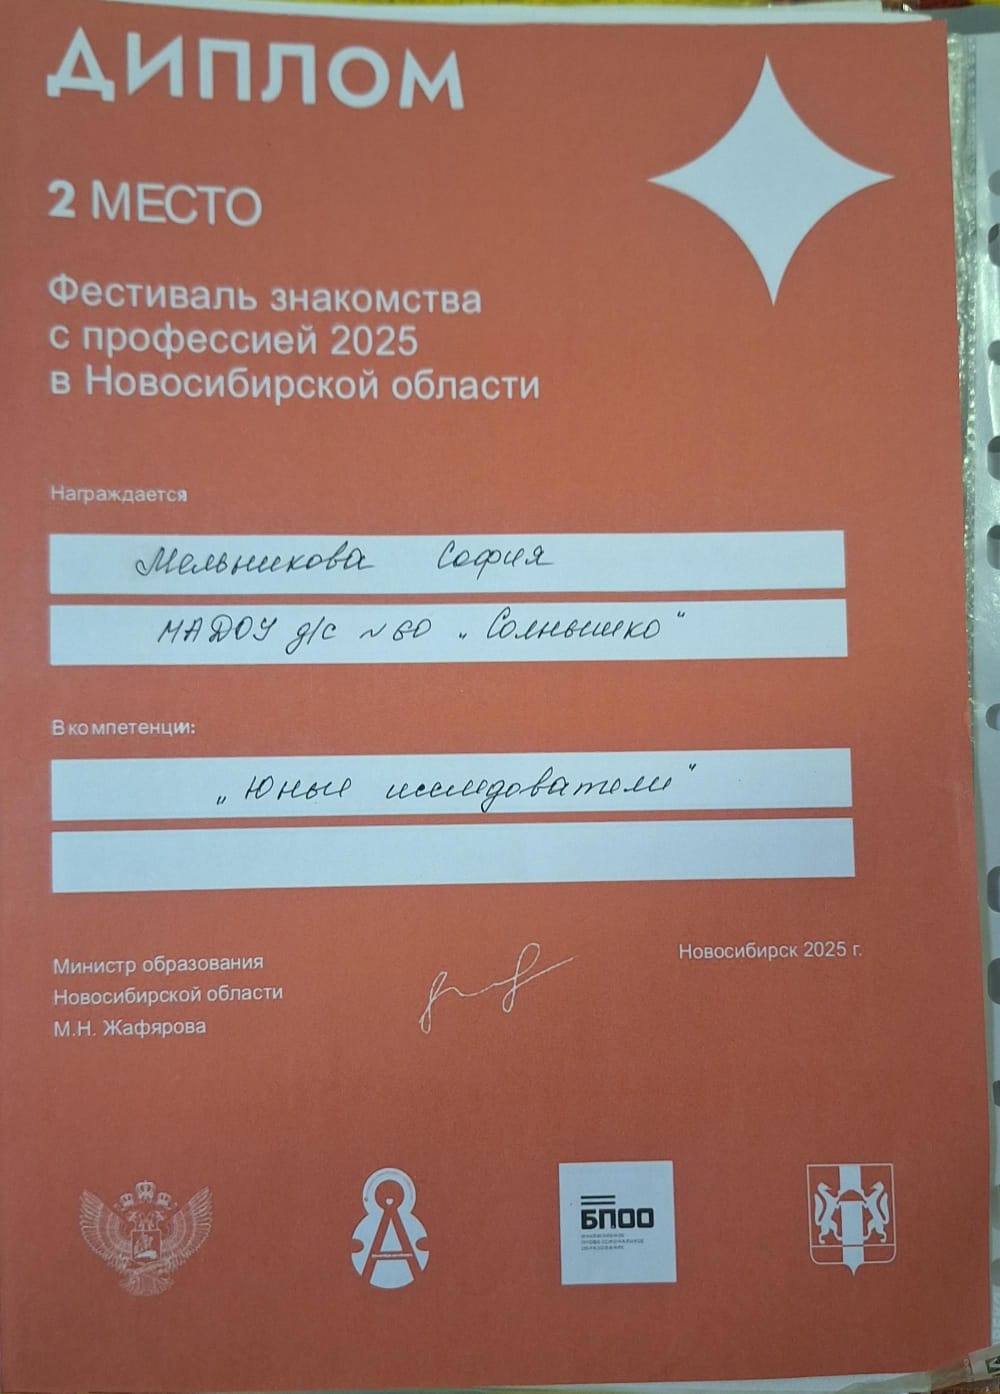 ДИПЛОМ
2 МЕСТО
Фестиваль знакомства
с профессией 2025
в Новосибирской области
Награждается
Мельникова София
МАДОУ д/с №60 „Солнышко"
В компетенции:
„Юные исследователи"
Министр образования
Новосибирской области
М.Н. Жафярова
Новосибирск 2025 г.
БПОО